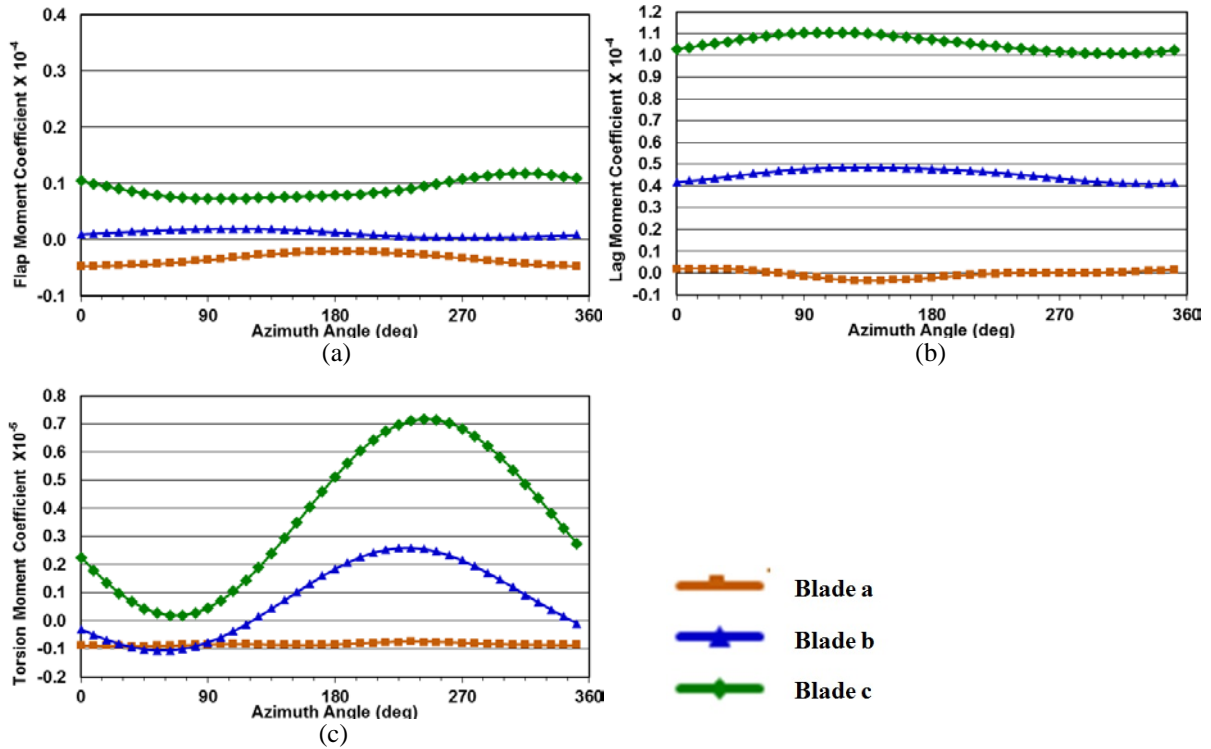 Flap Moment Coefficient X 10-4
0.4
0.3
0.2
0.1
0.0
-0.1
0 90 180 270 360
Azimuth Angle (deg)
(a)
Lag Moment Coefficient X 10-4
1.2
1.1
1.0
0.9
0.8
0.7
0.6
0.5
0.4
0.3
0.2
0.1
0.0
-0.1
0 90 180 270 360
Azimuth Angle (deg)
(b)
Torsion Moment Coefficient X10-5
0.8
0.7
0.6
0.5
0.4
0.3
0.2
0.1
0.0
-0.1
-0.2
0 90 180 270 360
Azimuth Angle (deg)
(c)
Blade a
Blade b
Blade c